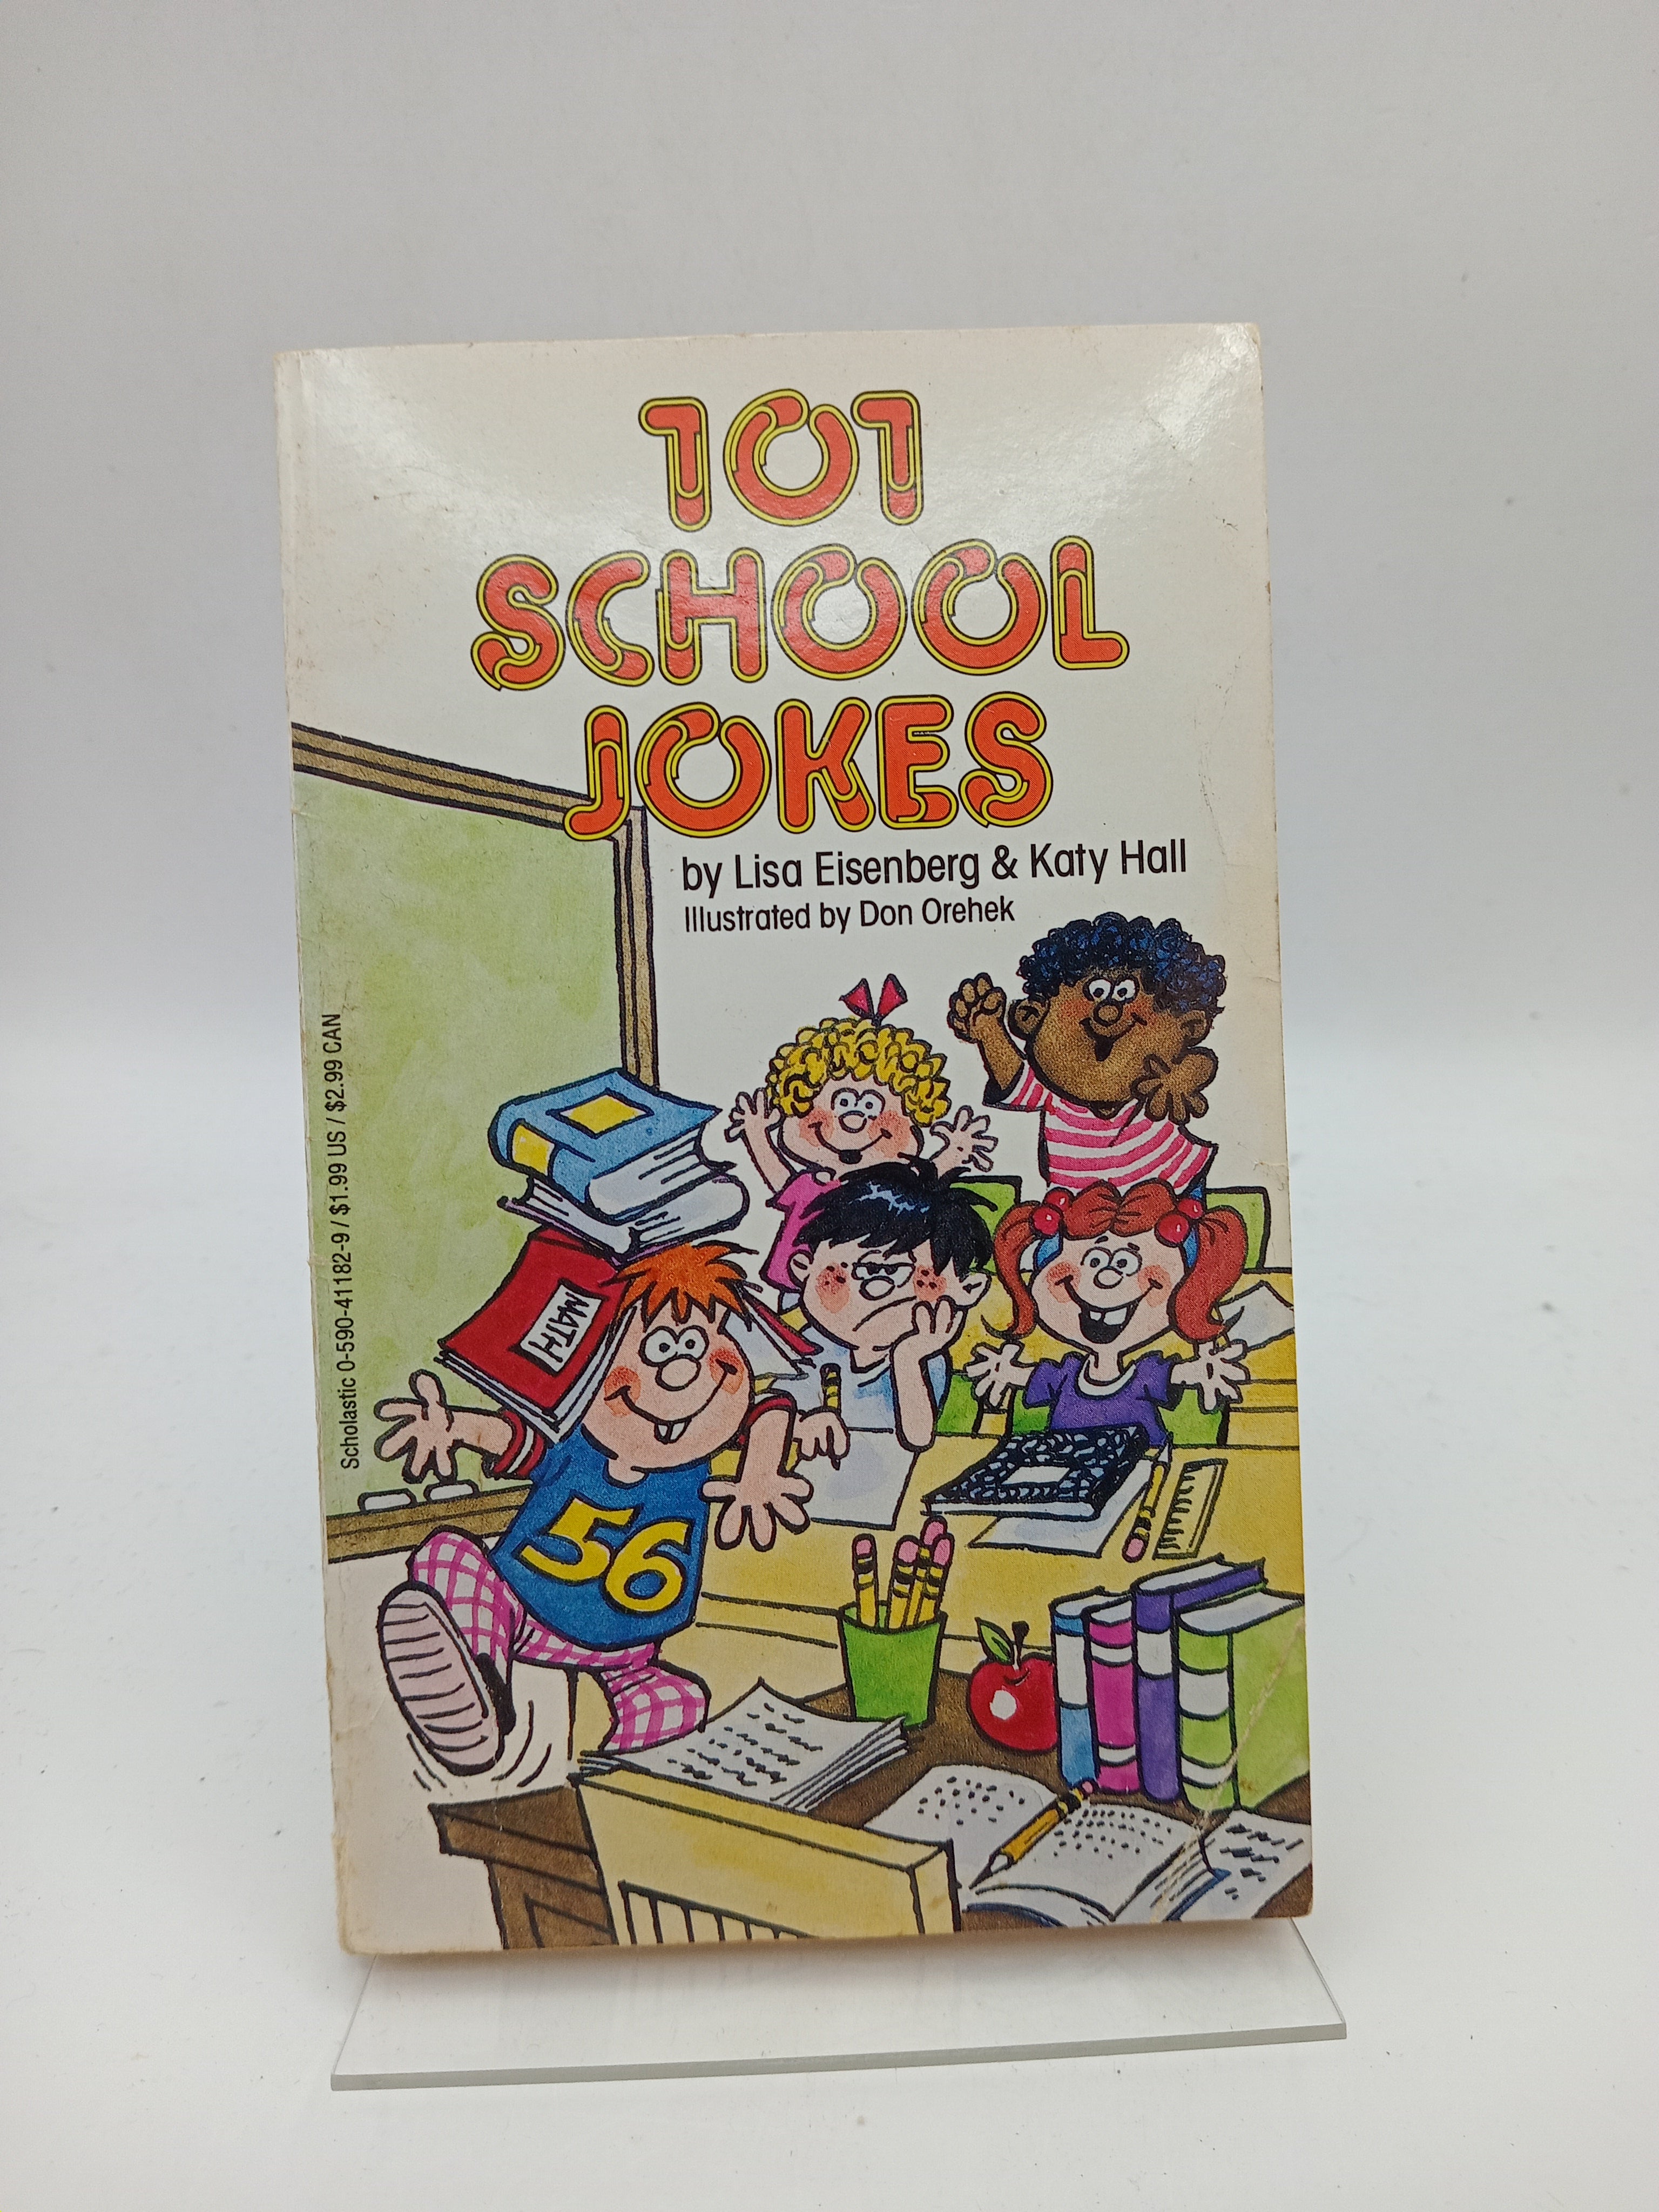 101
SCHOOL
JOKES
by Lisa Eisenberg & Katy Hall
Illustrated by Don Orehek
Scholastic 0-590-41182-9 / $1.99 US / $2.99 CAN
MATH
56